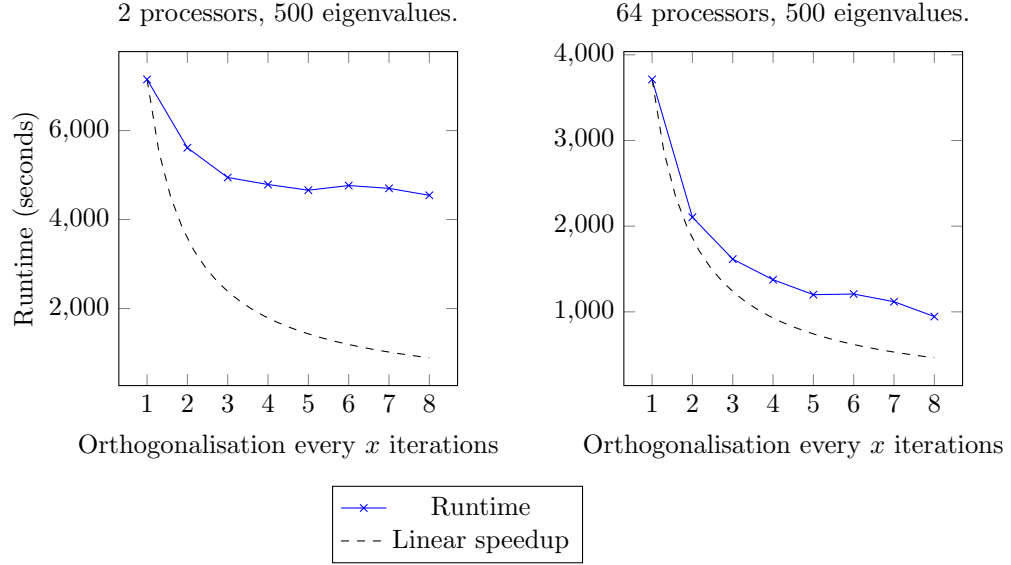 2 processors, 500 eigenvalues.
Runtime (seconds)
6,000
4,000
2,000
1 2 3 4 5 6 7 8
Orthogonalisation every x iterations
64 processors, 500 eigenvalues.
4,000
3,000
2,000
1,000
1 2 3 4 5 6 7 8
Orthogonalisation every x iterations
Runtime
Linear speedup